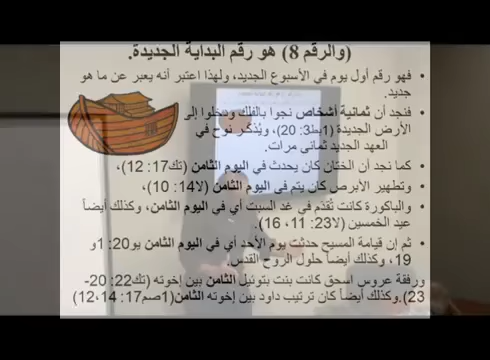 (والرقم 8) هو رقم البداية الجديدة.
• فهو رقم أول يوم في الأسبوع الجديد، ولهذا اعتبر أنه يعبر عن ما هو
جديد.
• فنجد أن ثمانية أشخاص نجوا بالفلك ودخلوا إلى
الأرض الجديدة (1بط3: 20)، ويُذكر نوح في
العهد الجديد ثماني مرات.
• كما نجد أن الختان كان يحدث في اليوم الثامن (تك17: 12)،
• وتطهير الأبرص كان يتم في اليوم الثامن (لا14: 10)،
• والباكورة كانت تُقدَم في غد السبت أي في اليوم الثامن، وكذلك أيضاً
عيد الخمسين (لا23: 11، 16).
• ثم إن قيامة المسيح حدثت يوم الأحد أي في اليوم الثامن يو20: 1و
19، وكذلك أيضا حلول الروح القدس.
ورفقة عروس اسحق كانت بنت بتوئيل الثامن بين إخوته (تك22: 20-
23).وكذلك أيضاً كان ترتيب داود بين إخوته الثامن(1صم17: 12،14)